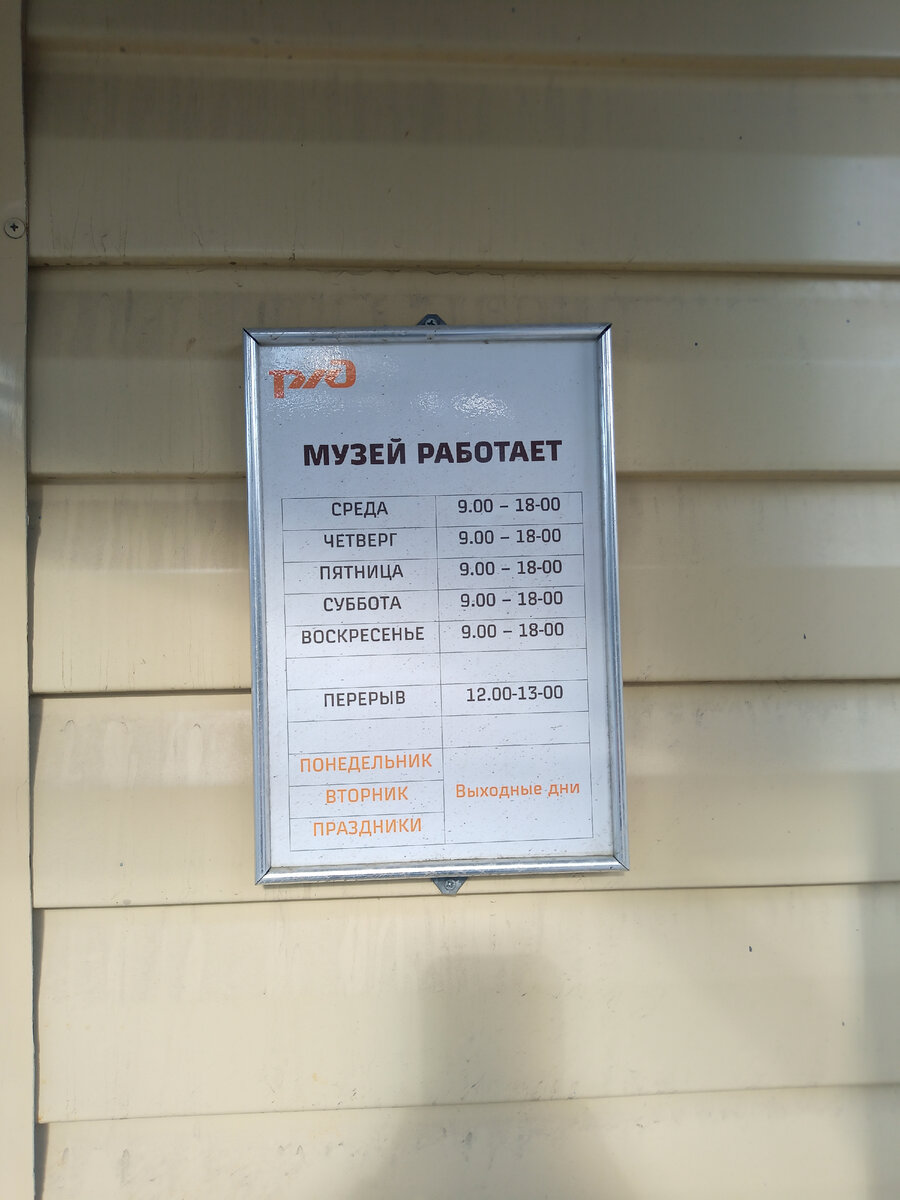 РЖД
МУЗЕЙ РАБОТАЕТ
СРЕДА 9.00 – 18-00
ЧЕТВЕРГ 9.00 – 18-00
ПЯТНИЦА 9.00 – 18-00
СУББОТА 9.00 – 18-00
ВОСКРЕСЕНЬЕ 9.00 – 18-00
ПЕРЕРЫВ 12.00-13-00
ПОНЕДЕЛЬНИК
ВТОРНИК Выходные дни
ПРАЗДНИКИ